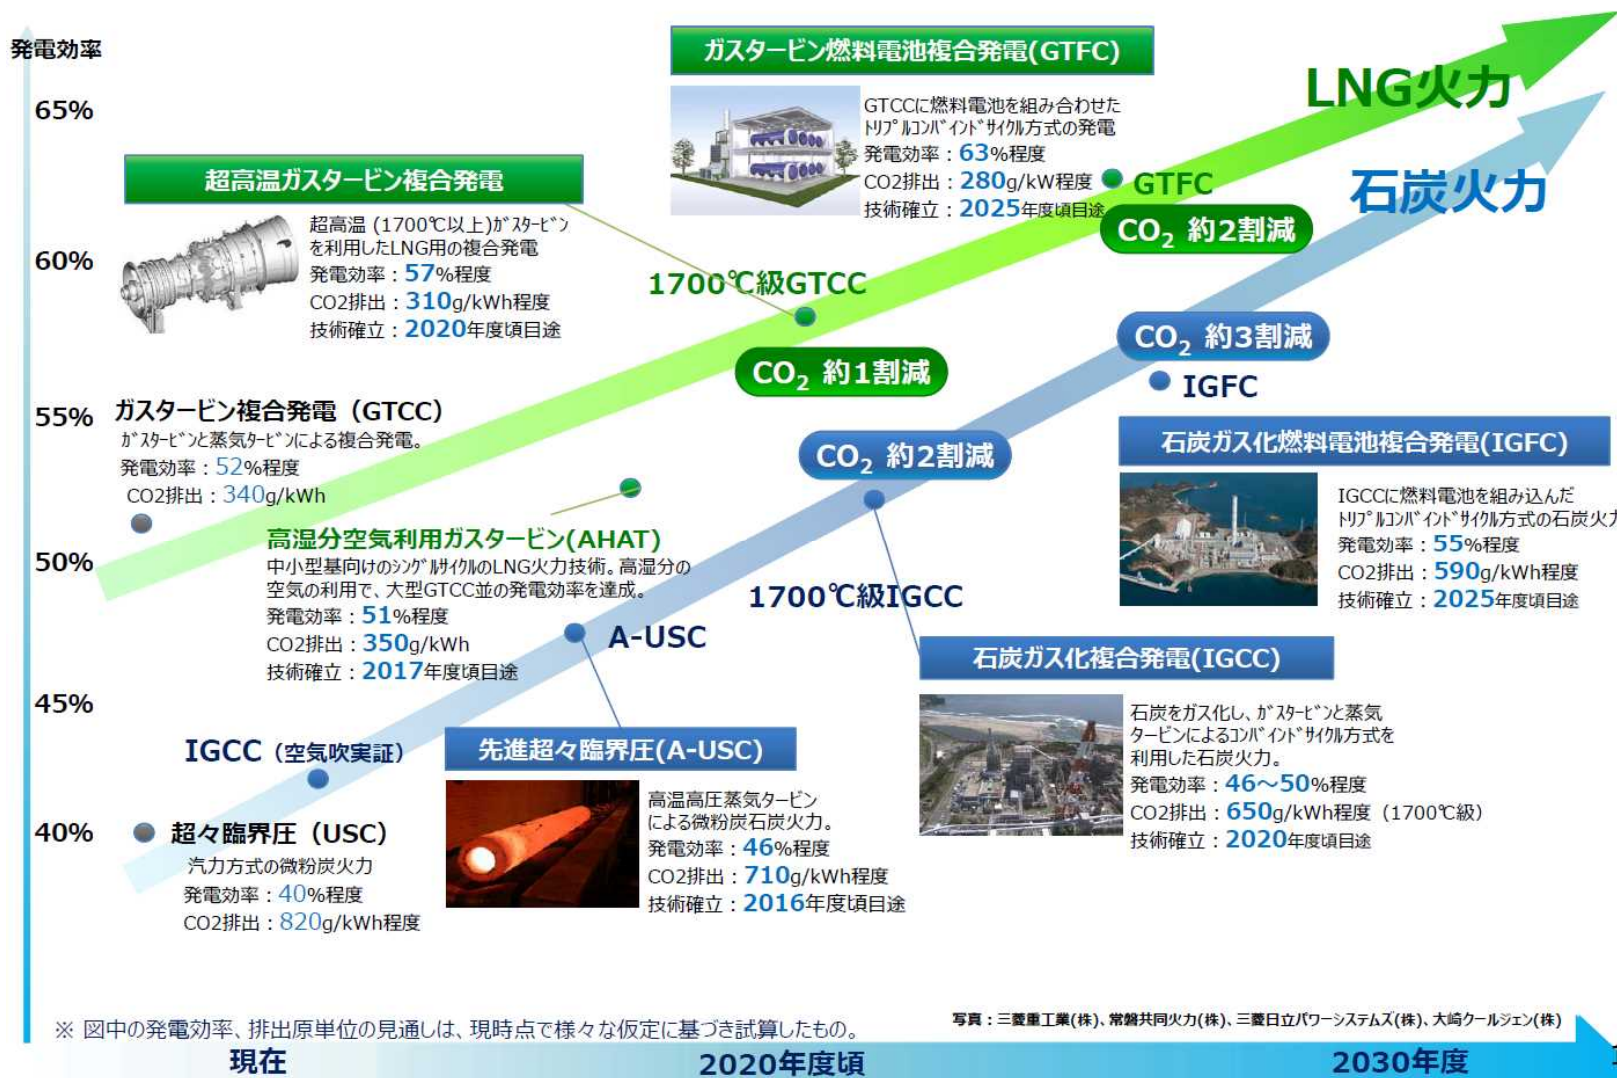 発電効率
65%
60%
55%
50%
45%
40%
ガスタービン燃料電池複合発電(GTFC)
GTCCに燃料電池を組み合わせた
ﾄﾘﾌﾟﾙｺﾝﾊﾞｲﾝﾄﾞｻｲｸﾙ方式の発電
発電効率：63%程度
CO2排出：280g/kW程度
技術確立：2025年度頃目途
LNG火力
石炭火力
GTFC
CO₂ 約2割減
超高温ガスタービン複合発電
超高温 (1700℃以上)ｶﾞｽﾀｰﾋﾞﾝ
を利用したLNG用の複合発電
発電効率：57%程度
CO2排出：310g/kWh程度
技術確立：2020年度頃目途
1700℃級GTCC
CO₂ 約1割減
CO₂ 約3割減
IGFC
ガスタービン複合発電（GTCC）
ｶﾞｽﾀｰﾋﾞﾝと蒸気ﾀｰﾋﾞﾝによる複合発電。
発電効率：52%程度
CO2排出：340g/kWh
CO₂ 約2割減
1700℃級IGCC
石炭ガス化燃料電池複合発電(IGFC)
IGCCに燃料電池を組み込んだ
ﾄﾘﾌﾟﾙｺﾝﾊﾞｲﾝﾄﾞｻｲｸﾙ方式の石炭火力
発電効率：55%程度
CO2排出：590g/kWh程度
技術確立：2025年度頃目途
高湿分空気利用ガスタービン(AHAT)
中小型基向けのｼﾝｸﾞﾙｻｲｸﾙのLNG火力技術。高湿分の
空気の利用で、大型GTCC並の発電効率を達成。
発電効率：51%程度
CO2排出：350g/kWh
技術確立：2017年度頃目途
A-USC
石炭ガス化複合発電(IGCC)
石炭をガス化し、ｶﾞｽﾀｰﾋﾞﾝと蒸気
タービンによるｺﾝﾊﾞｲﾝﾄﾞｻｲｸﾙ方式を
利用した石炭火力。
発電効率：46～50%程度
CO2排出：650g/kWh程度（1700℃級）
技術確立：2020年度頃目途
IGCC（空気吹実証）
先進超々臨界圧(A-USC)
高温高圧蒸気タービン
による微粉炭石炭火力。
発電効率：46%程度
CO2排出：710g/kWh程度
技術確立：2016年度頃目途
超々臨界圧（USC）
汽力方式の微粉炭火力
発電効率：40%程度
CO2排出：820g/kWh程度
※ 図中の発電効率、排出原単位の見通しは、現時点で様々な仮定に基づき試算したもの。
写真：三菱重工業(株)、常磐共同火力(株)、三菱日立パワーシステムズ(株)、大崎クールジェン(株)
現在
2020年度頃
2030年度